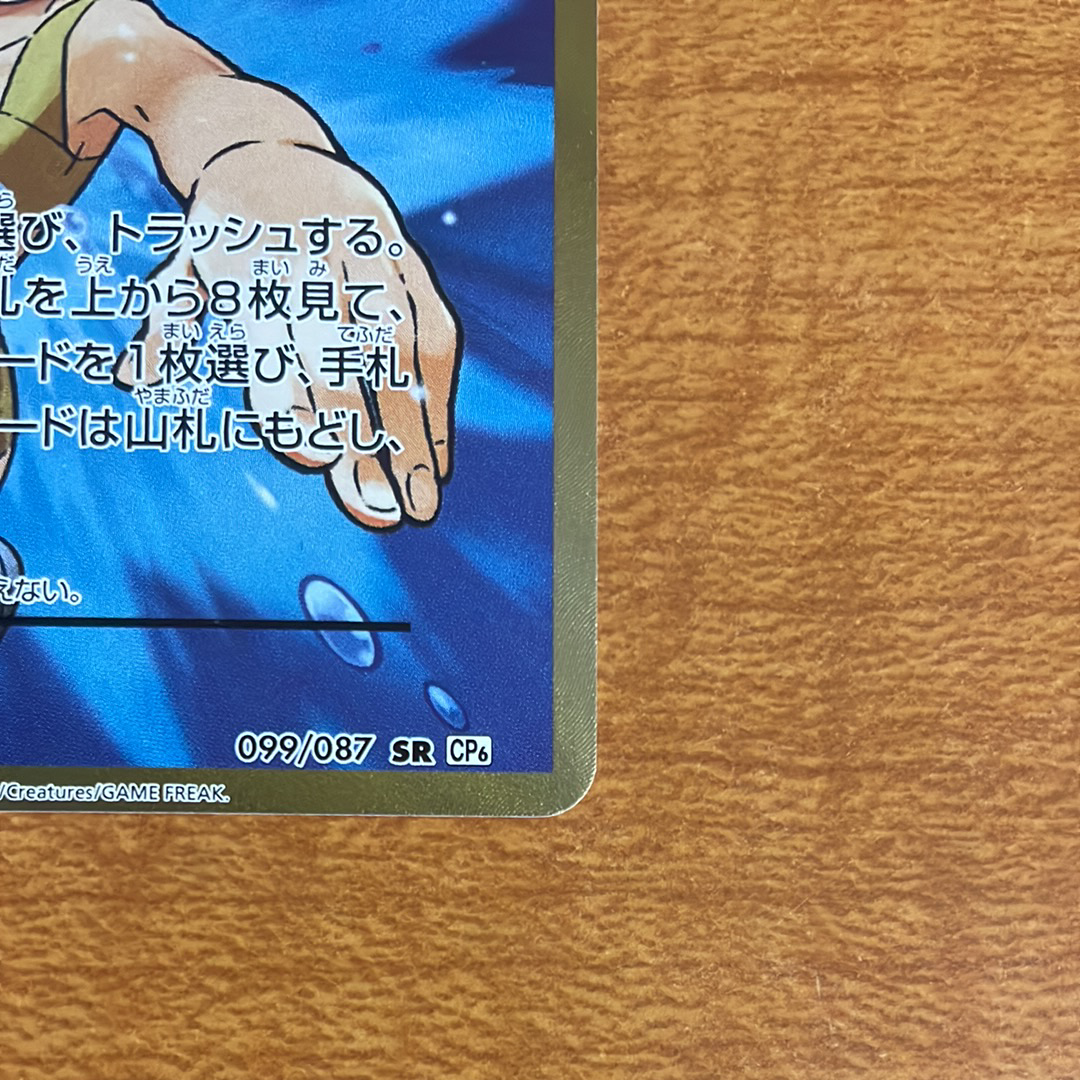 選び、トラッシュする。
札を上から8枚見て、
ードを1枚選び、手札
ードは山札にもどし、
えない。
099/087 SR CP6
/Creatures/GAME FREAK.